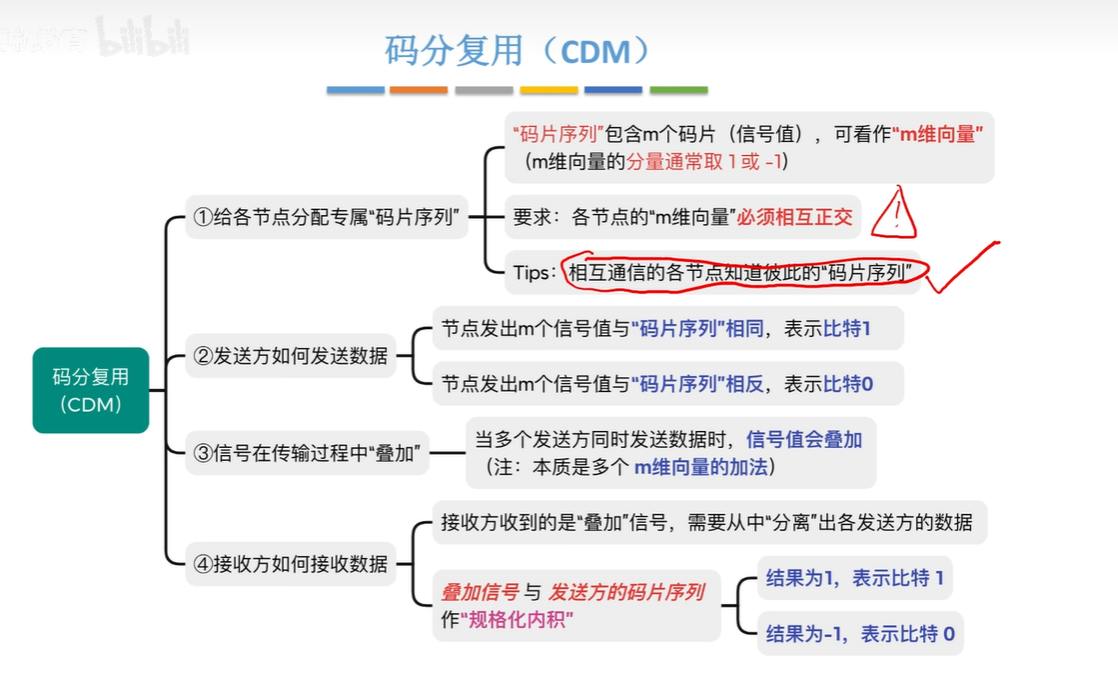 bilibili
码分复用（CDM）
码分复用
（CDM）
①给各节点分配专属“码片序列”
“码片序列”包含m个码片（信号值），可看作“m维向量”
（m维向量的分量通常取 1 或 -1）
要求：各节点的“m维向量”必须相互正交
!
Tips：相互通信的各节点知道彼此的“码片序列”
②发送方如何发送数据
节点发出m个信号值与“码片序列”相同，表示比特1
节点发出m个信号值与“码片序列”相反，表示比特0
③信号在传输过程中“叠加”
当多个发送方同时发送数据时，信号值会叠加
（注：本质是多个 m维向量的加法）
④接收方如何接收数据
接收方收到的是“叠加”信号，需要从中“分离”出各发送方的数据
叠加信号 与 发送方的码片序列
作“规格化内积”
结果为1，表示比特 1
结果为-1，表示比特 0